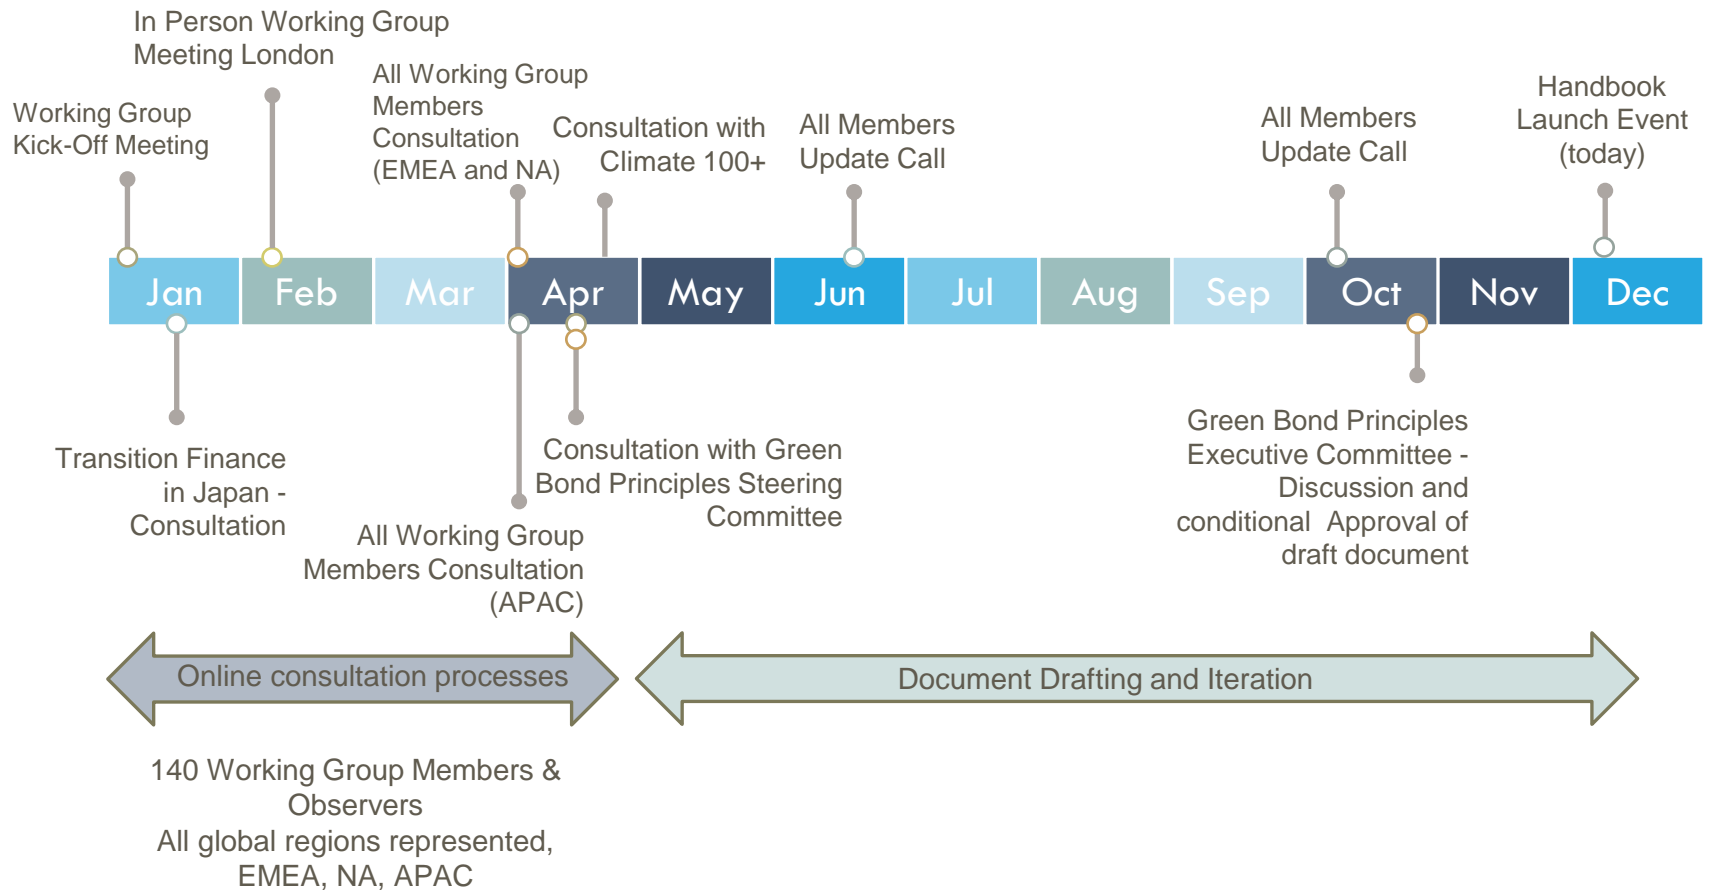 In Person Working Group
Meeting London
Working Group
Kick-Off Meeting
All Working Group
Members
Consultation
(EMEA and NA)
Consultation with
Climate 100+
All Members
Update Call
All Members
Update Call
Handbook
Launch Event
(today)
Jan
Feb
Mar
Apr
May
Jun
Jul
Aug
Sep
Oct
Nov
Dec
Transition Finance
in Japan -
Consultation
All Working Group
Members Consultation
(APAC)
Consultation with Green
Bond Principles Steering
Committee
Green Bond Principles
Executive Committee -
Discussion and
conditional  Approval of
draft document
Online consultation processes
Document Drafting and Iteration
140 Working Group Members &
Observers
All global regions represented,
EMEA, NA, APAC